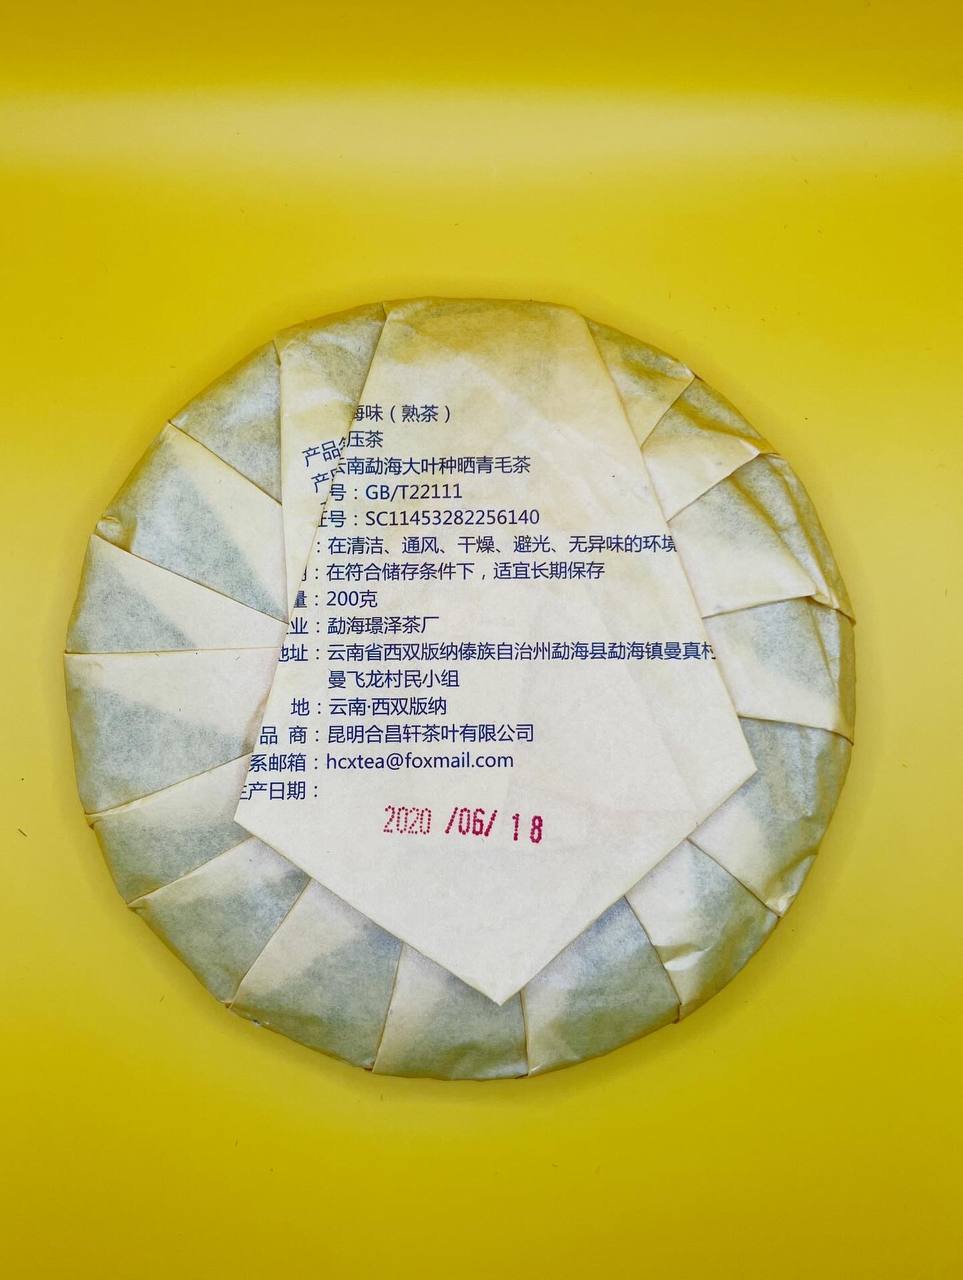 海味（熟茶）
产品
压茶
产
云南勐海大叶种晒青毛茶
号：GB/T22111
证号：SC11453282256140
：在清洁、通风、干燥、避光、无异味的环境
：在符合储存条件下，适宜长期保存
量：200克
业：勐海璟泽茶厂
地址：云南省西双版纳傣族自治州勐海县勐海镇曼真村
曼飞龙村民小组
地：云南·西双版纳
品 商：昆明合昌轩茶叶有限公司
系邮箱：hcxtea@foxmail.com
生产日期：
2020 /06/ 18